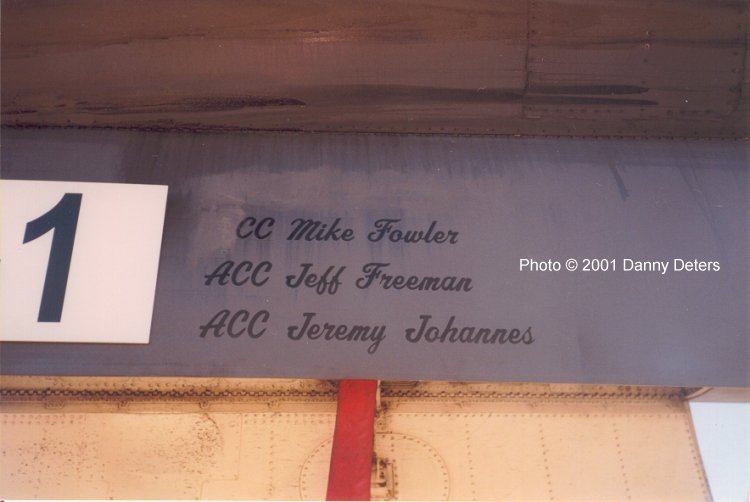 1
CC Mike Fowler
ACC Jeff Freeman
ACC Jeremy Johannes
Photo © 2001 Danny Deters